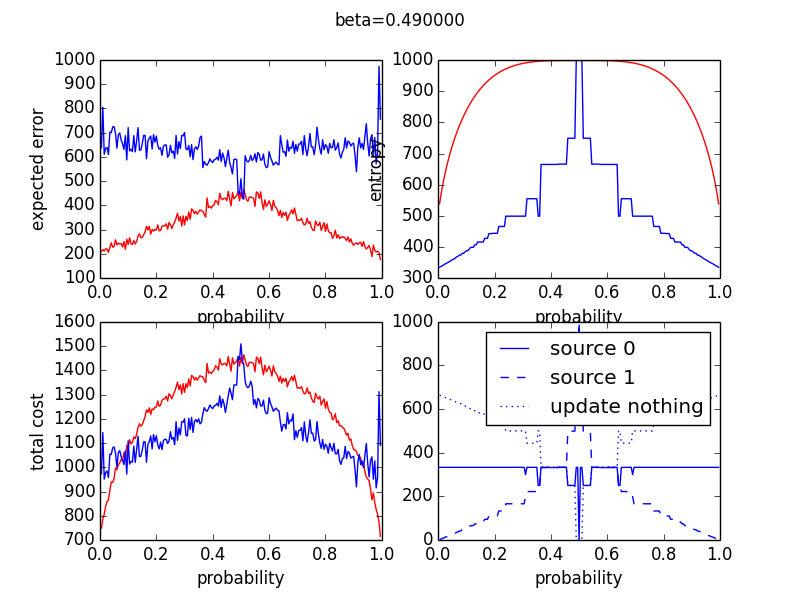 beta=0.490000
1000
900
800
700
600
500
400
300
200
100
expected error
0.0 0.2 0.4 0.6 0.8 1.0
probability
1000
900
800
700
600
500
400
300
entropy
0.0 0.2 0.4 0.6 0.8 1.0
probability
1600
1500
1400
1300
1200
1100
1000
900
800
700
total cost
0.0 0.2 0.4 0.6 0.8 1.0
probability
1000
800
600
400
200
0
source 0
source 1
update nothing
0.0 0.2 0.4 0.6 0.8 1.0
probability